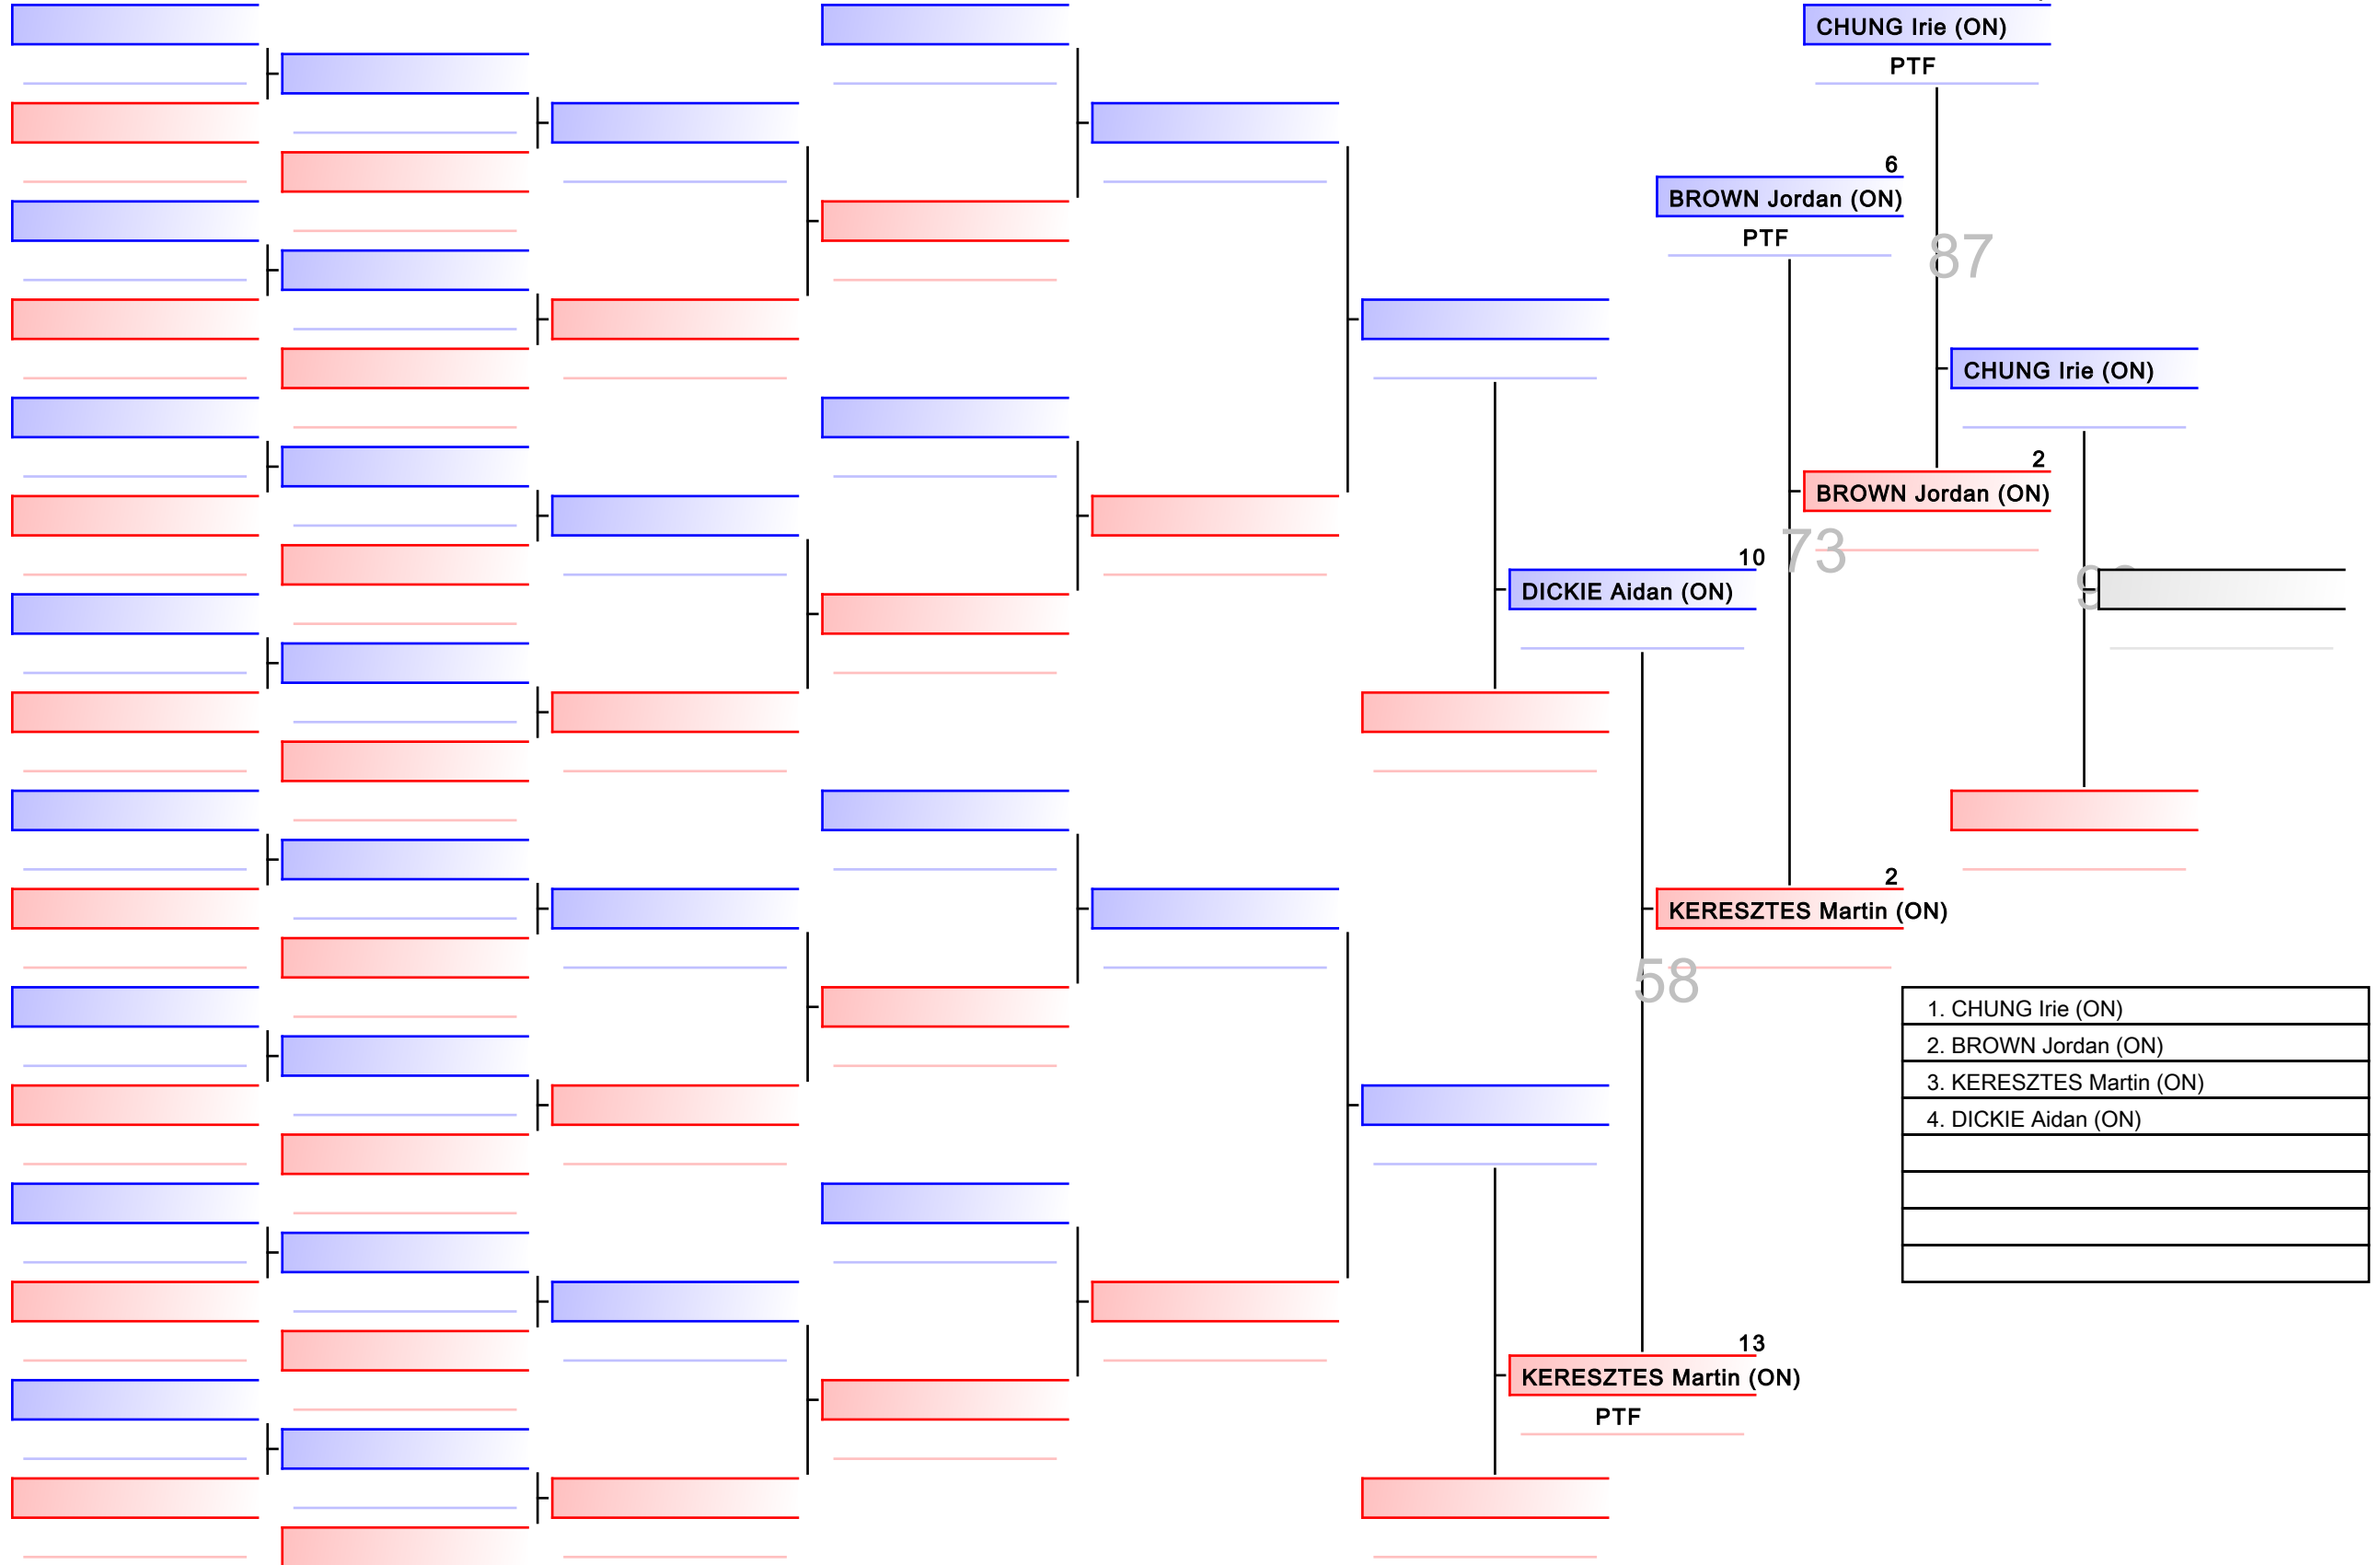 CHUNG Irie (ON)
PTF
6
BROWN Jordan (ON)
PTF
87
CHUNG Irie (ON)
2
BROWN Jordan (ON)
73
10
DICKIE Aidan (ON)
2
KERESZTES Martin (ON)
58
1. CHUNG Irie (ON)
2. BROWN Jordan (ON)
3. KERESZTES Martin (ON)
4. DICKIE Aidan (ON)
13
KERESZTES Martin (ON)
PTF